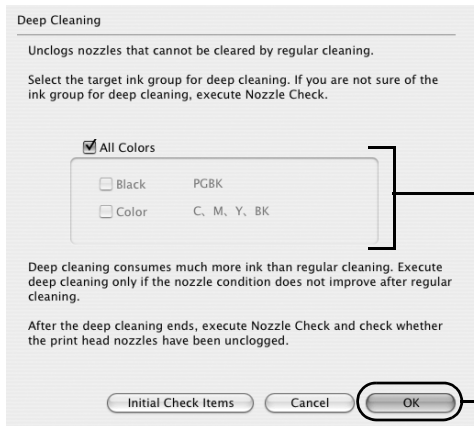 Deep Cleaning
Unclogs nozzles that cannot be cleared by regular cleaning.
Select the target ink group for deep cleaning. If you are not sure of the
ink group for deep cleaning, execute Nozzle Check.
All Colors
Black PGBK
Color C、M、Y、BK
Deep cleaning consumes much more ink than regular cleaning. Execute
deep cleaning only if the nozzle condition does not improve after regular
cleaning.
After the deep cleaning ends, execute Nozzle Check and check whether
the print head nozzles have been unclogged.
Initial Check Items Cancel OK